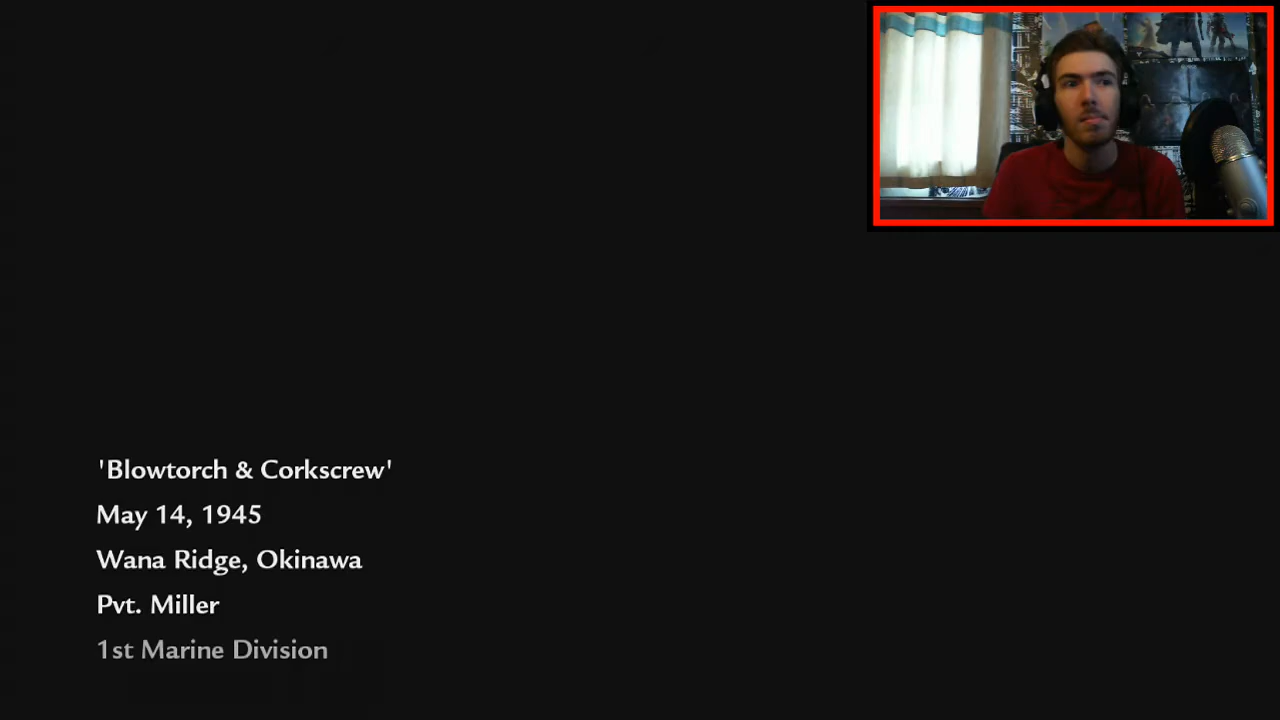 'Blowtorch & Corkscrew'
May 14, 1945
Wana Ridge, Okinawa
Pvt. Miller
1st Marine Division